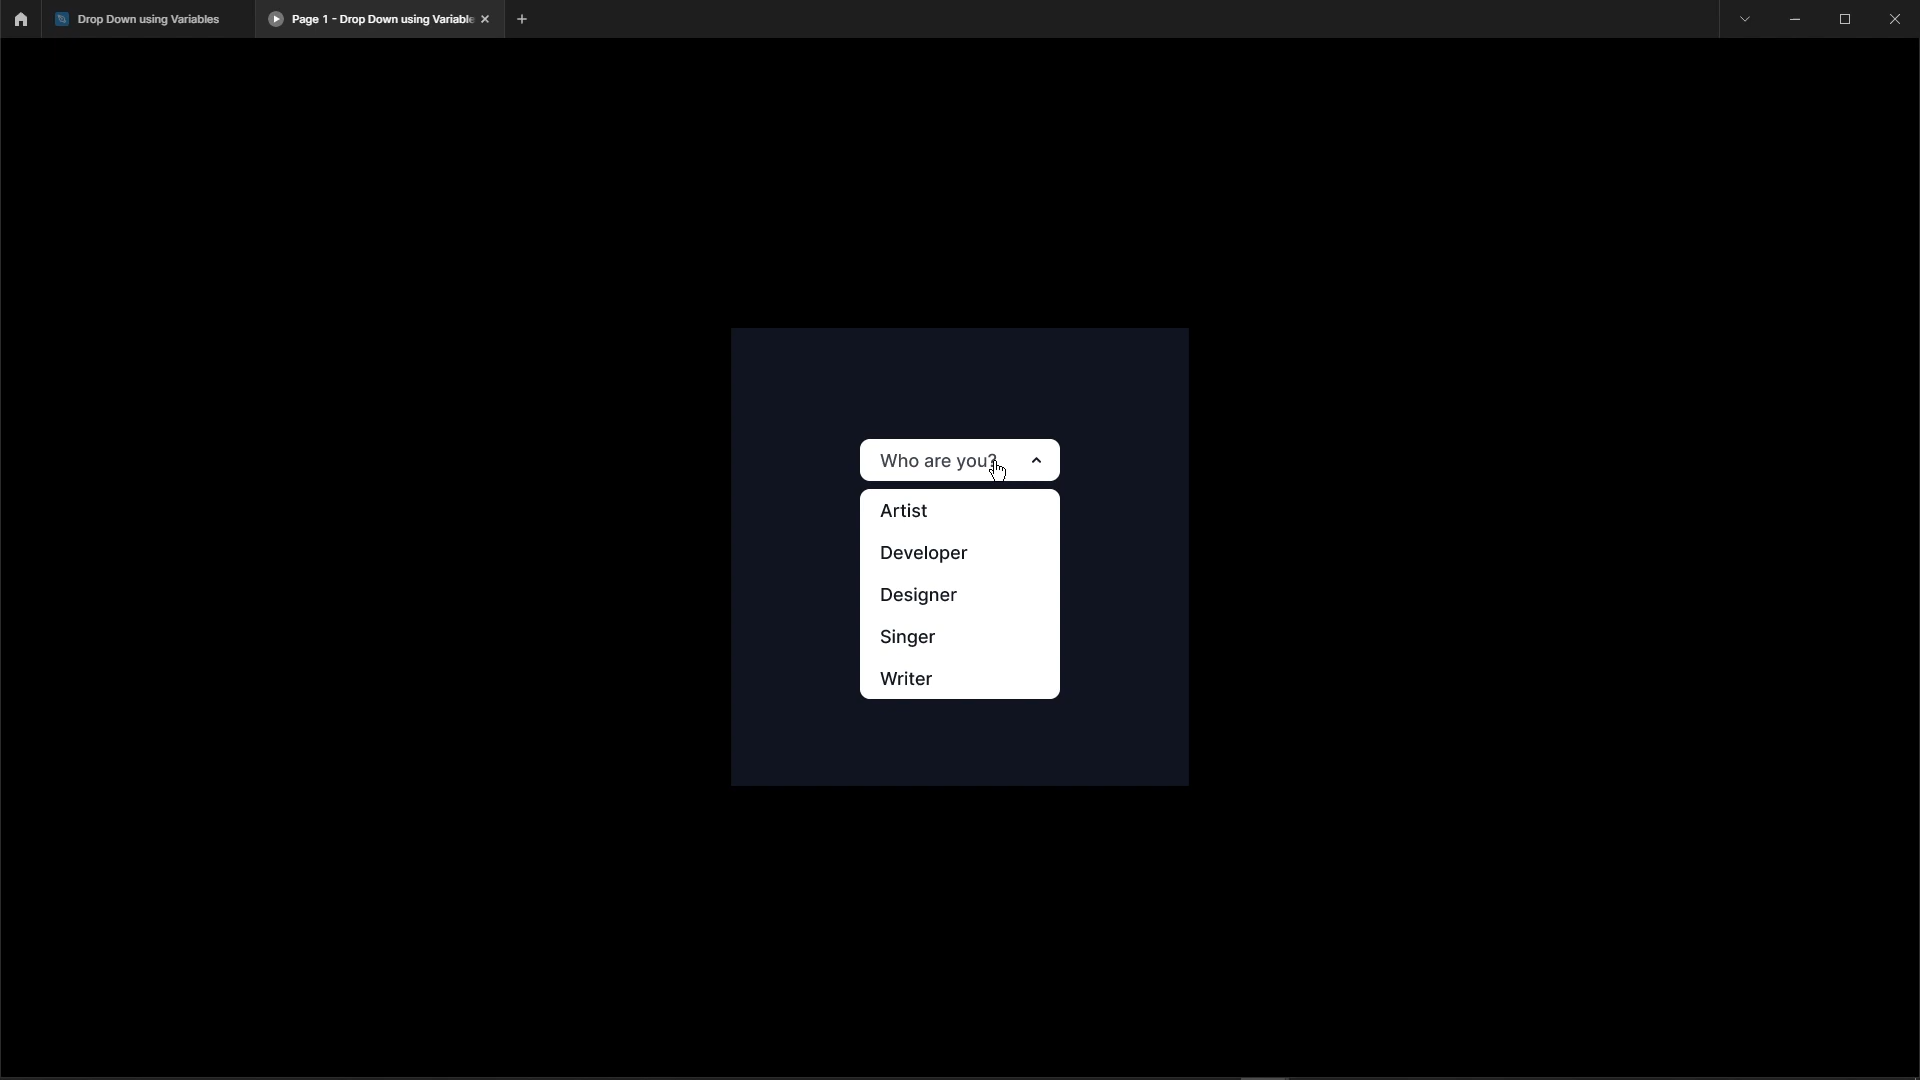 Drop Down using Variables
Page 1 - Drop Down using Variable
Who are you?
Artist
Developer
Designer
Singer
Writer